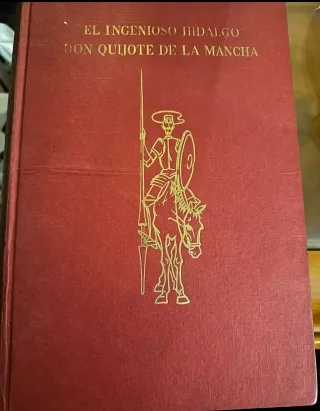 EL INGENIOSO HIDALGO
DON QUIJOTE DE LA MANCHA